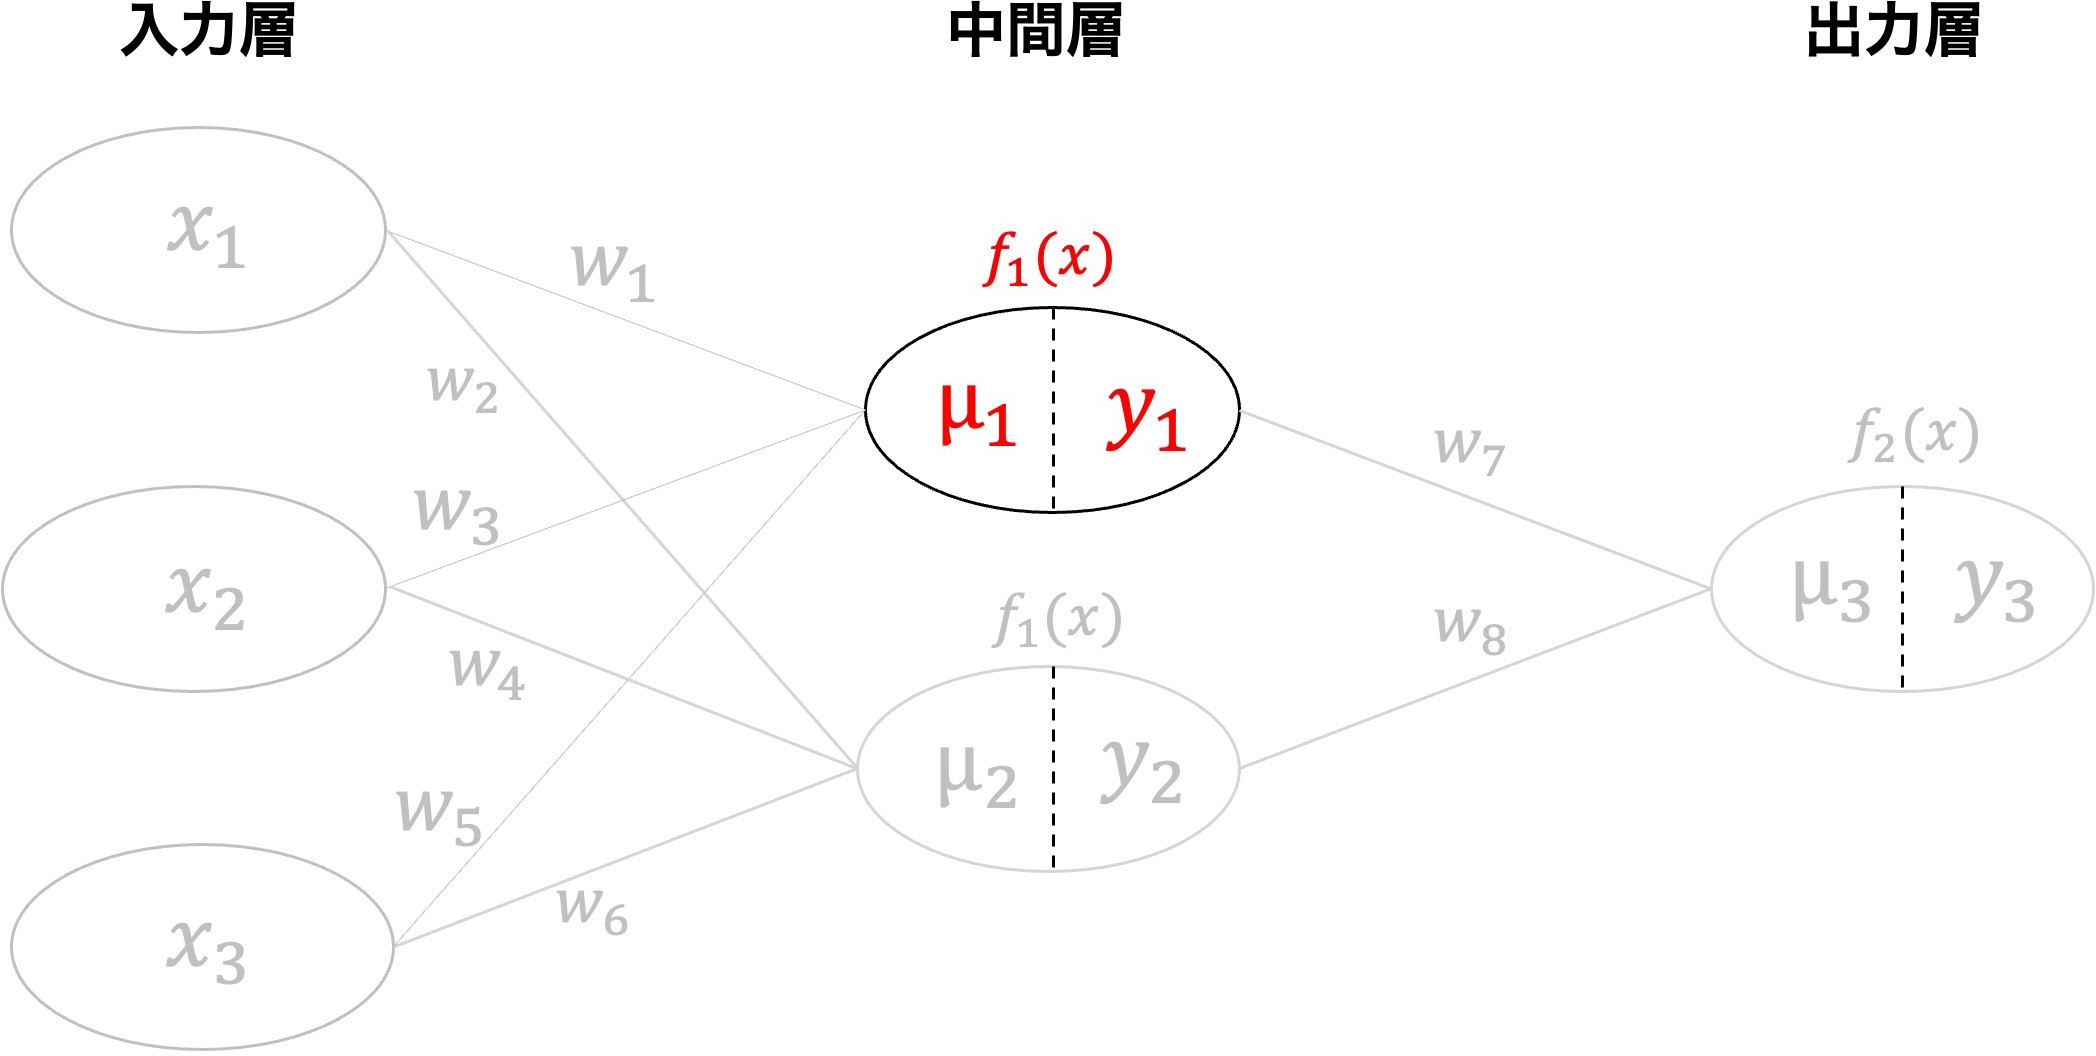 入力層 中間層 出力層
x₁
w₁
f₁(x)
w₂
μ₁ y₁
w₇
f₂(x)
w₃
x₂
μ₃ y₃
w₄
f₁(x)
w₈
μ₂ y₂
w₅
w₆
x₃